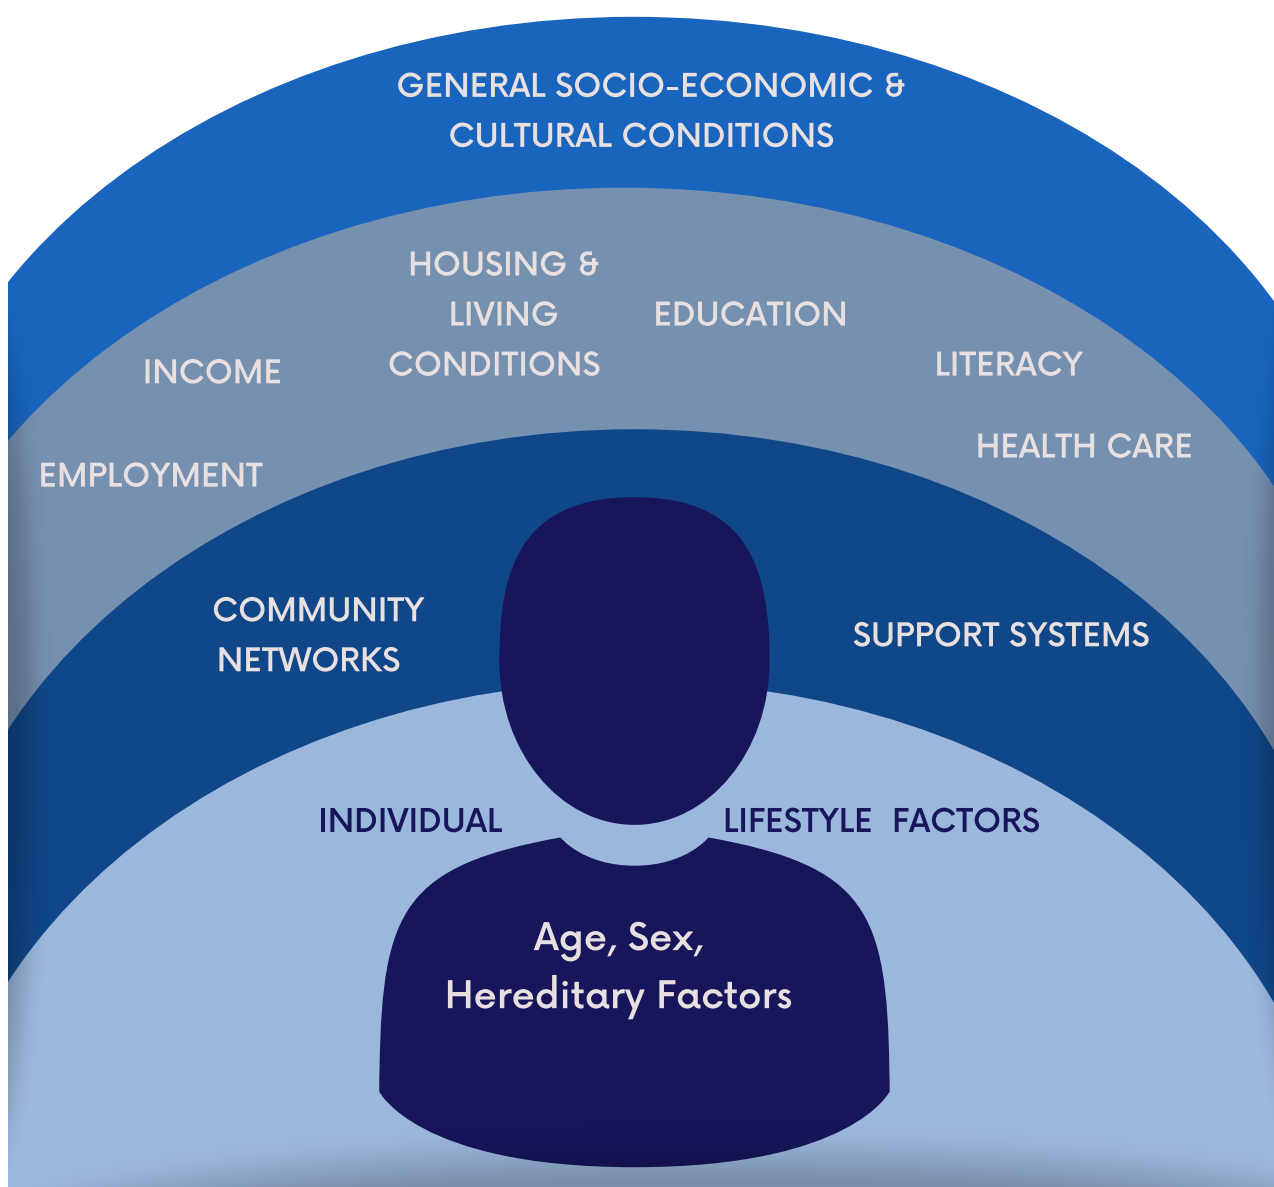 GENERAL SOCIO-ECONOMIC &
CULTURAL CONDITIONS
HOUSING &
LIVING
CONDITIONS
EDUCATION
INCOME
LITERACY
EMPLOYMENT
HEALTH CARE
COMMUNITY
NETWORKS
SUPPORT SYSTEMS
INDIVIDUAL LIFESTYLE FACTORS
Age, Sex,
Hereditary Factors